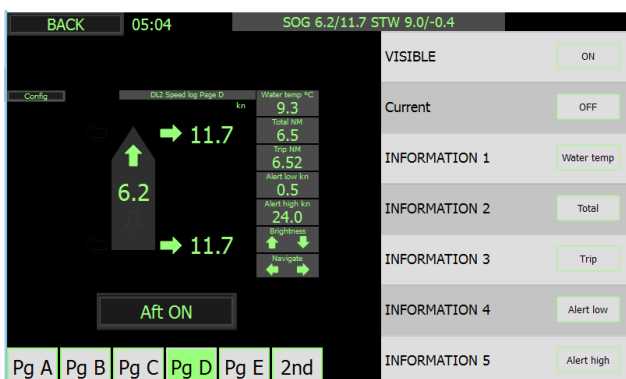 BACK 05:04 SOG 6.2/11.7 STW 9.0/-0.4
Config
DL2 Speed log Page D
kn
11.7
6.2
11.7
Water temp ºC
9.3
Total NM
6.5
Trip NM
6.52
Alert low kn
0.5
Alert high kn
24.0
Brightness
Navigate
Aft ON
Pg A Pg B Pg C Pg D Pg E 2nd
VISIBLE ON
Current OFF
INFORMATION 1 Water temp
INFORMATION 2 Total
INFORMATION 3 Trip
INFORMATION 4 Alert low
INFORMATION 5 Alert high